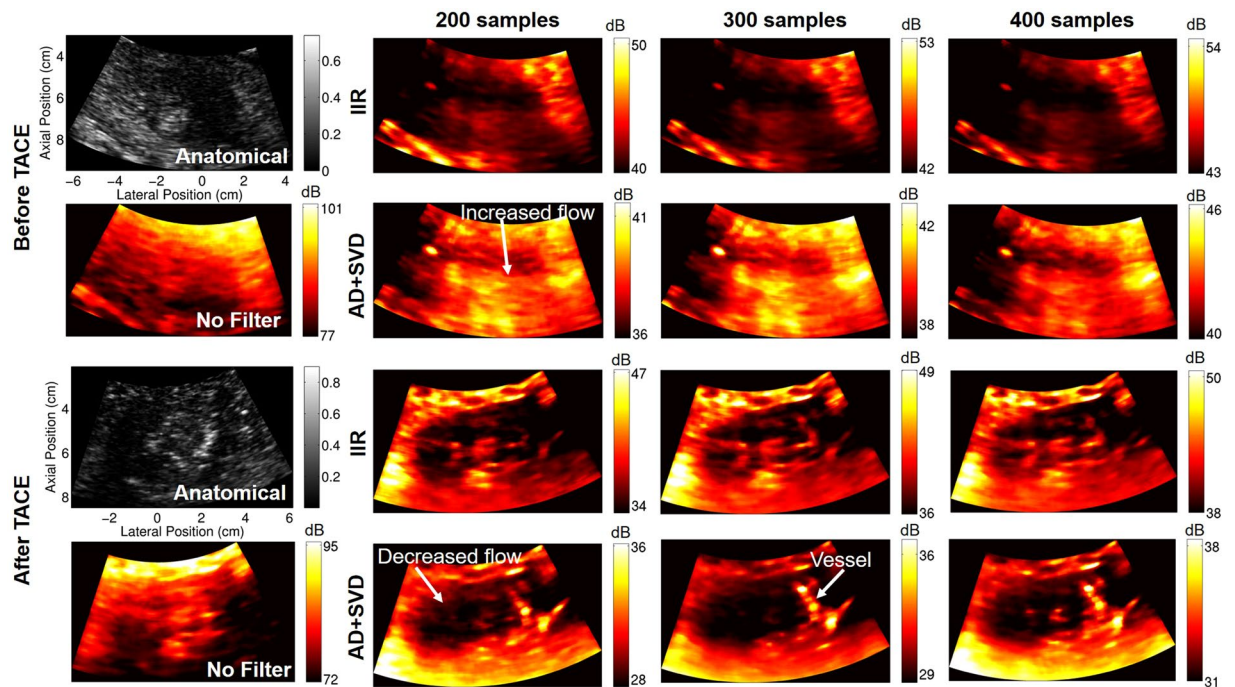 200 samples
300 samples
400 samples
Before TACE
Axial Position (cm)
4
6
8
Anatomical
0.6
0.4
0.2
0
−6 −4 −2 0 2 4
Lateral Position (cm)
IIR
dB
50
40
dB
53
42
dB
54
43
dB
101
77
No Filter
AD+SVD
Increased flow
dB
41
36
dB
42
38
dB
46
40
After TACE
Axial Position (cm)
4
6
8
Anatomical
0.8
0.6
0.4
0.2
−2 0 2 4 6
Lateral Position (cm)
IIR
dB
47
34
dB
49
36
dB
50
38
dB
95
72
No Filter
AD+SVD
Decreased flow
dB
36
28
Vessel
dB
36
29
dB
38
31